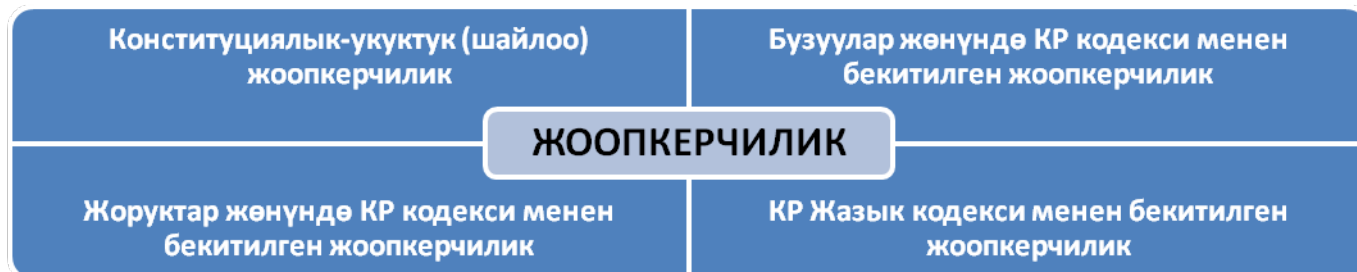 Конституциялык-укуктук (шайлоо)
жоопкерчилик
Бузуулар жөнүндө КР кодекси менен
бекитилген жоопкерчилик
ЖООПКЕРЧИЛИК
Жоруктар жөнүндө КР кодекси менен
бекитилген жоопкерчилик
КР Жазык кодекси менен бекитилген
жоопкерчилик